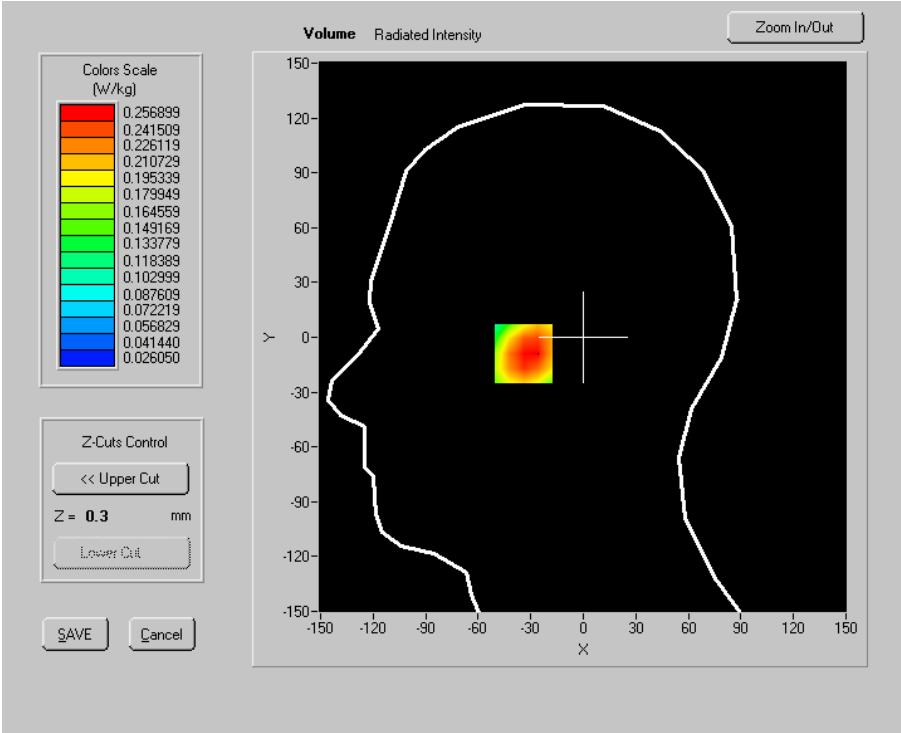 Volume Radiated Intensity
Zoom In/Out
Colors Scale
(W/kg)
0.256899
0.241509
0.226119
0.210729
0.195339
0.179949
0.164559
0.149169
0.133779
0.118389
0.102999
0.087609
0.072219
0.056829
0.041440
0.026050
Z-Cuts Control
<< Upper Cut
Z = 0.3 mm
Lower Cut
SAVE
Cancel
150
120
90
60
30
0
-30
-60
-90
-120
-150
Y
-150 -120 -90 -60 -30 0 30 60 90 120 150
X